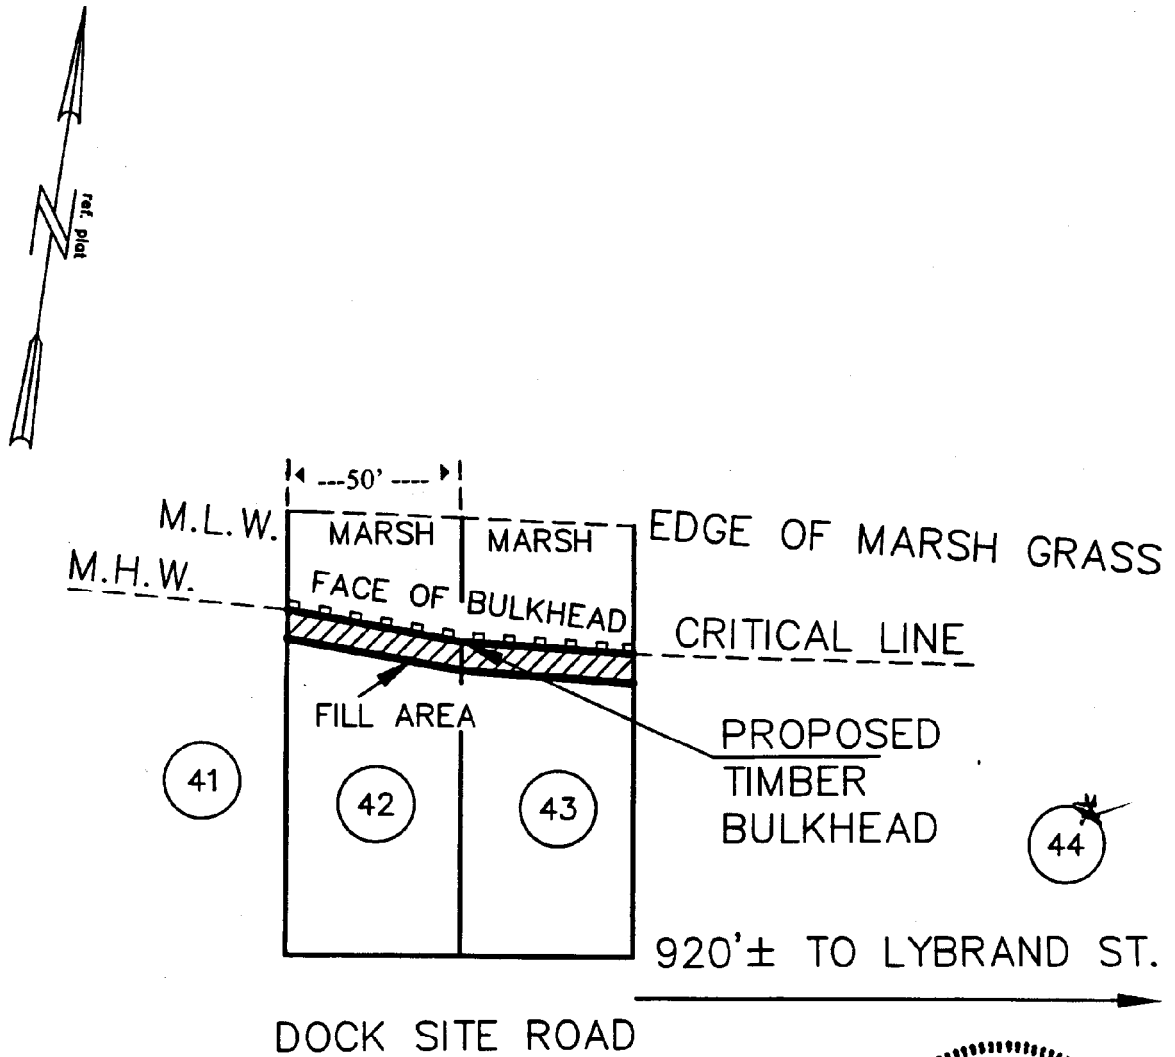 N
ref. plat
---50' ----
M.L.W.
MARSH
MARSH
EDGE OF MARSH GRASS
M.H.W.
FACE OF BULKHEAD
CRITICAL LINE
FILL AREA
PROPOSED
TIMBER
BULKHEAD
41
42
43
44
920'± TO LYBRAND ST.
DOCK SITE ROAD